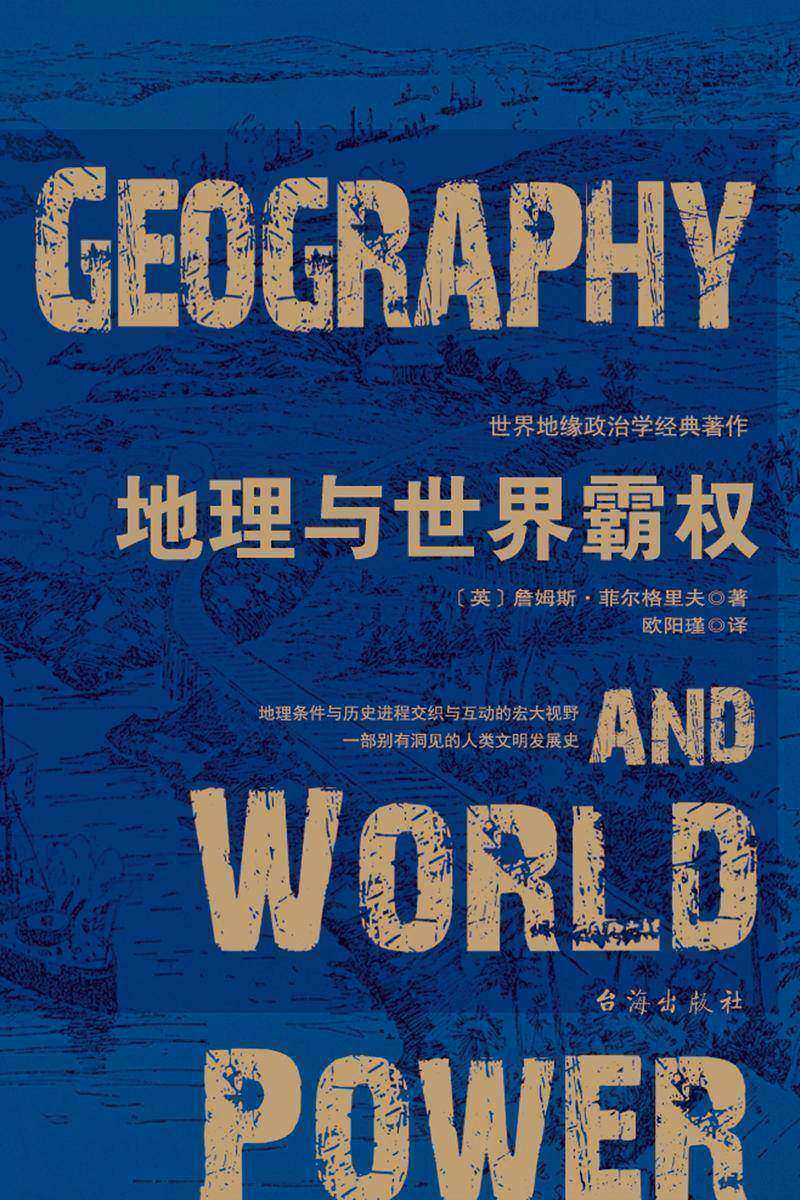 GEOGRAPHY
世界地缘政治学经典著作
地理与世界霸权
〔英〕詹姆斯·菲尔格里夫◎著
欧阳瑾◎译
地理条件与历史进程交织与互动的宏大视野
一部别有洞见的人类文明发展史
AND
WORLD
台海出版社
POWER